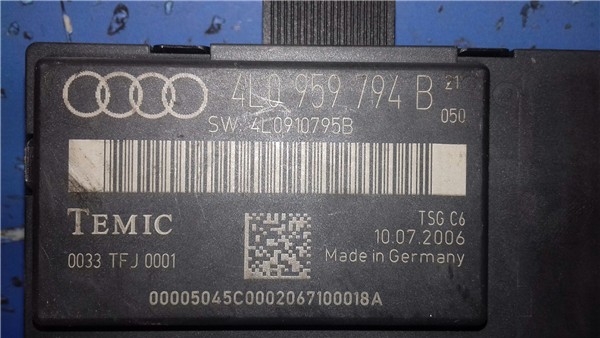 4L0 959 794 B 21
050
SW: 4L0910795B
TEMIC
TSG C6
10.07.2006
0033 TFJ 0001
Made in Germany
00005045C0002067100018A